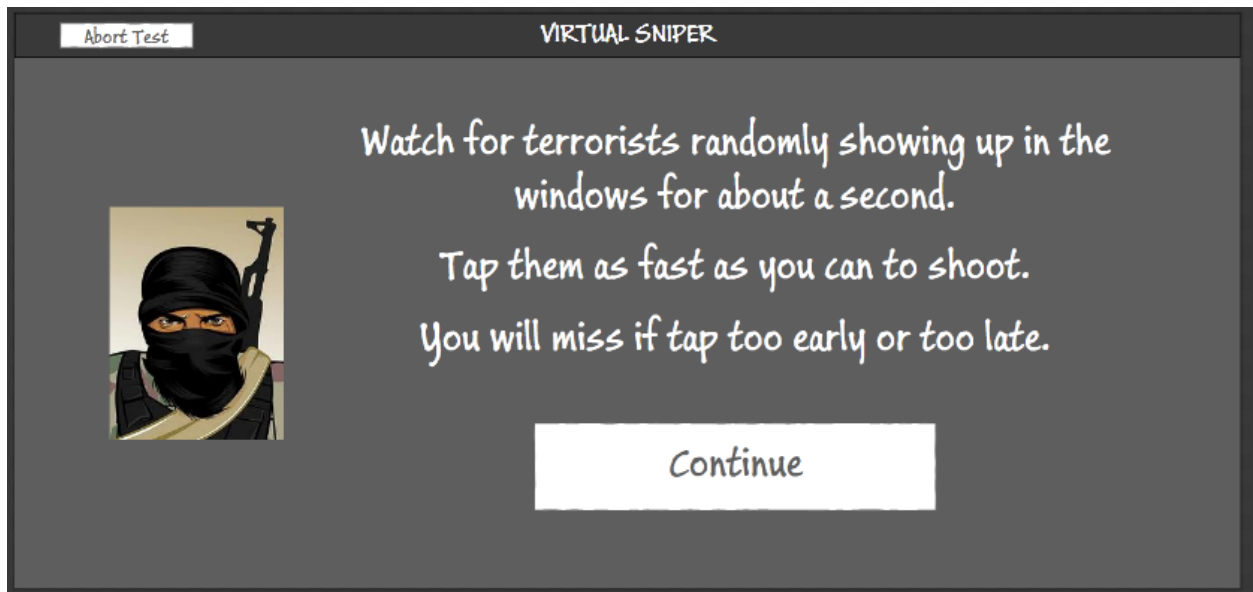 Abort Test
VIRTUAL SNIPER
Watch for terrorists randomly showing up in the
windows for about a second.
Tap them as fast as you can to shoot.
You will miss if tap too early or too late.
Continue